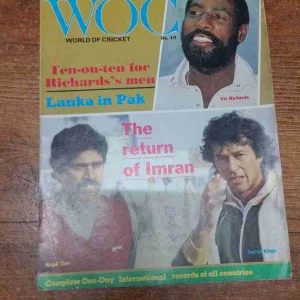 WOC
WORLD OF CRICKET
No. 10
Ten-on-ten for
Richards's men
Viv Richards
Lanka in Pak
The
return
of Imran
Kapil Dev
Imran Khan
Complete One-Day International records of all countries